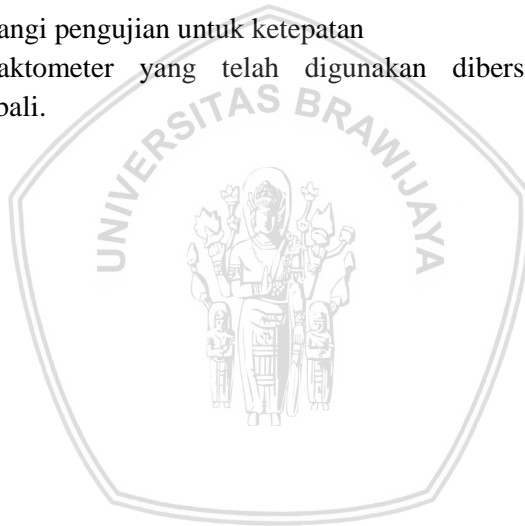 angi pengujian untuk ketepatan
aktometer yang telah digunakan dibers
bali.
UNIVERSITAS BRAWIJAYA